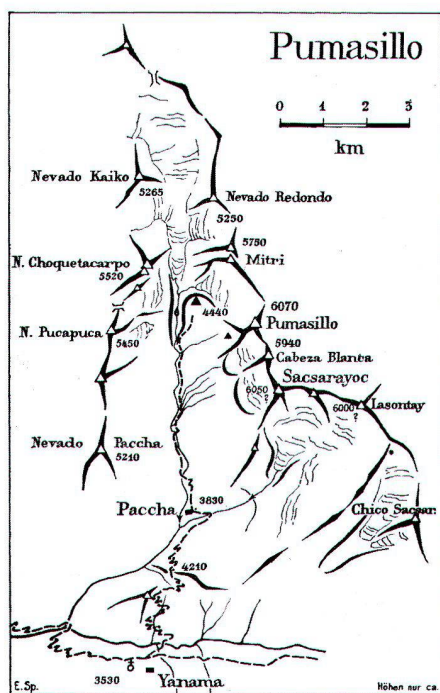 Pumasillo
0 1 2 3
km
Nevado Kaiko
5265
Nevado Redondo
5250
5750
Mitri
N. Choquetacarpo
5520
4440
6070
Pumasillo
N. Pucapuca
5450
5940
Cabeza Blanta
Sacsarayoc
6050
?
6000
?
Lasontay
Nevado Paccha
5210
Paccha
3830
Chico Sacsar.
4210
3530
Yanama
E.Sp.
Höhen nur ca.